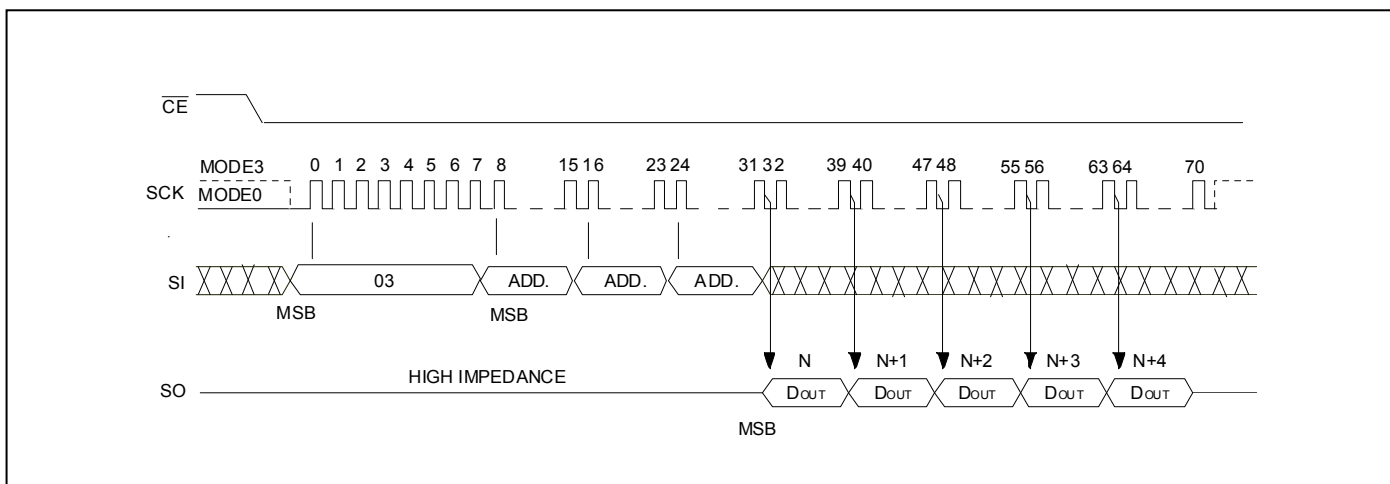 CE
MODE3 0 1 2 3 4 5 6 7 8 15 16 23 24 31 32 39 40 47 48 55 56 63 64 70
SCK MODE0
SI 03 ADD. ADD. ADD.
MSB MSB
N N+1 N+2 N+3 N+4
HIGH IMPEDANCE
SO DOUT DOUT DOUT DOUT DOUT
MSB